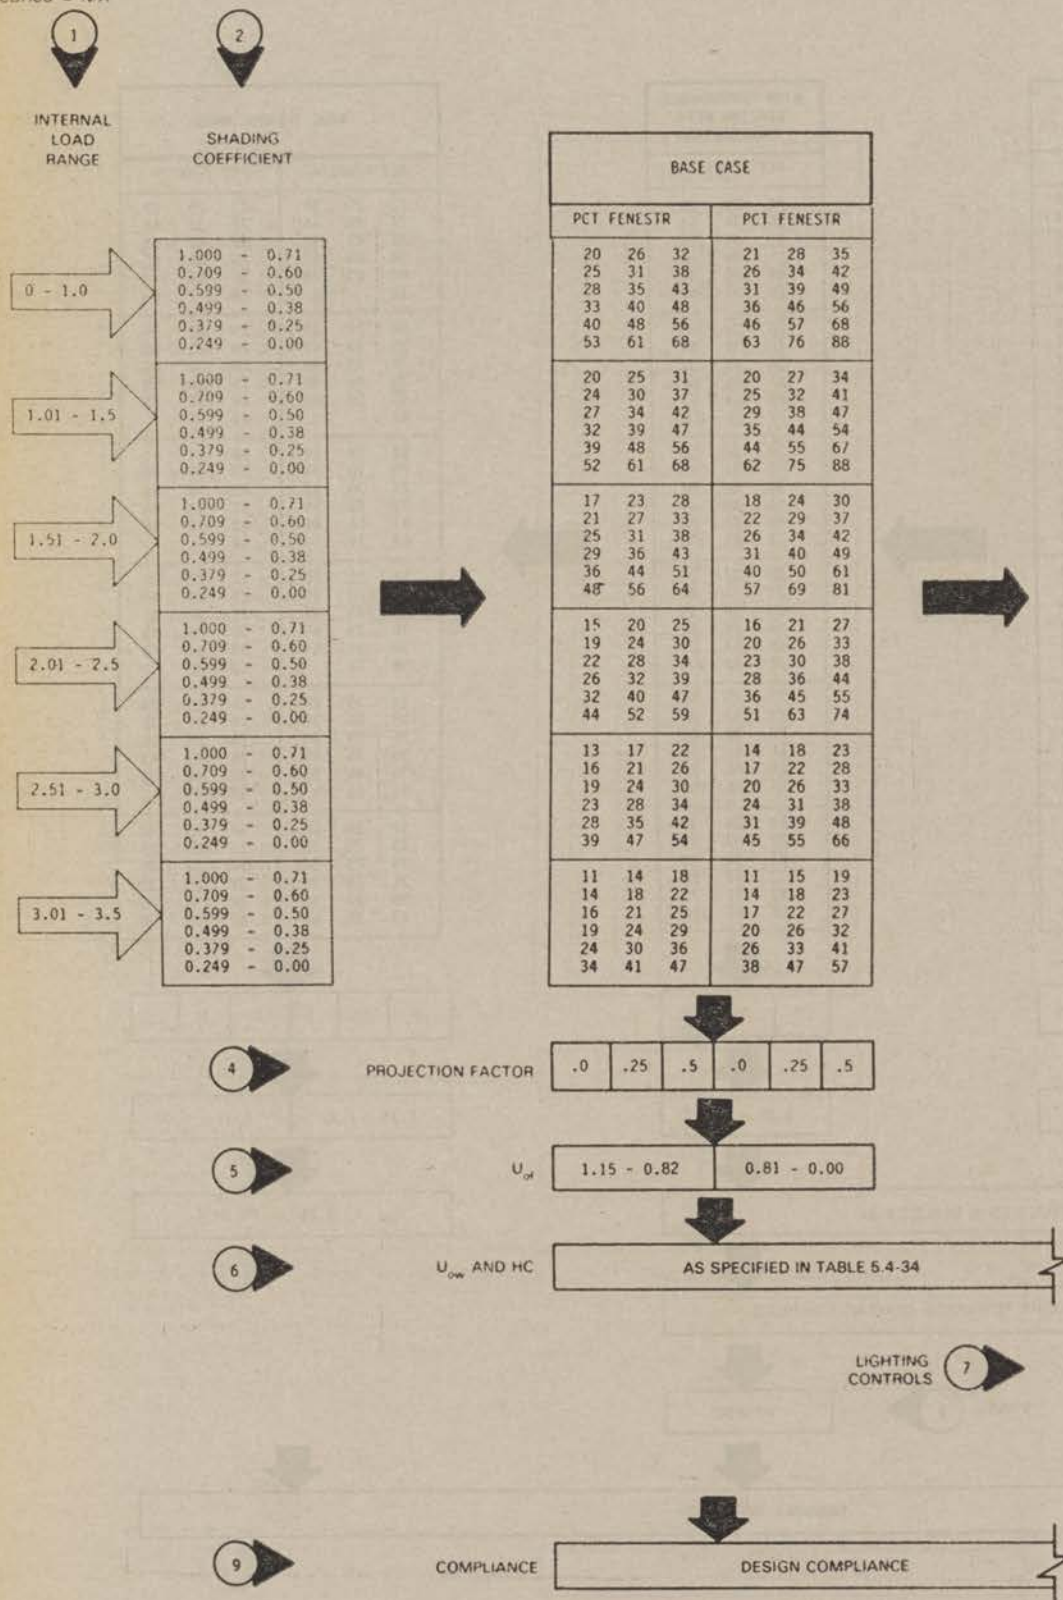 1 2
INTERNAL
LOAD
RANGE
SHADING
COEFFICIENT
BASE CASE
PCT FENESTR PCT FENESTR
0 - 1.0
1.000 - 0.71 20 26 32 21 28 35
0.709 - 0.60 25 31 38 26 34 42
0.599 - 0.50 28 35 43 31 39 49
0.499 - 0.38 33 40 48 36 46 56
0.379 - 0.25 40 48 56 46 57 68
0.249 - 0.00 53 61 68 63 76 88
1.01 - 1.5
1.000 - 0.71 20 25 31 20 27 34
0.709 - 0.60 24 30 37 25 32 41
0.599 - 0.50 27 34 42 29 38 47
0.499 - 0.38 32 39 47 35 44 54
0.379 - 0.25 39 48 56 44 55 67
0.249 - 0.00 52 61 68 62 75 88
1.51 - 2.0
1.000 - 0.71 17 23 28 18 24 30
0.709 - 0.60 21 27 33 22 29 37
0.599 - 0.50 25 31 38 26 34 42
0.499 - 0.38 29 36 43 31 40 49
0.379 - 0.25 36 44 51 40 50 61
0.249 - 0.00 48 56 64 57 69 81
2.01 - 2.5
1.000 - 0.71 15 20 25 16 21 27
0.709 - 0.60 19 24 30 20 26 33
0.599 - 0.50 22 28 34 23 30 38
0.499 - 0.38 26 32 39 28 36 44
0.379 - 0.25 32 40 47 36 45 55
0.249 - 0.00 44 52 59 51 63 74
2.51 - 3.0
1.000 - 0.71 13 17 22 14 18 23
0.709 - 0.60 16 21 26 17 22 28
0.599 - 0.50 19 24 30 20 26 33
0.499 - 0.38 23 28 34 24 31 38
0.379 - 0.25 28 35 42 31 39 48
0.249 - 0.00 39 47 54 45 55 66
3.01 - 3.5
1.000 - 0.71 11 14 18 11 15 19
0.709 - 0.60 14 18 22 14 18 23
0.599 - 0.50 16 21 25 17 22 27
0.499 - 0.38 19 24 29 20 26 32
0.379 - 0.25 24 30 36 26 33 41
0.249 - 0.00 34 41 47 38 47 57
4 PROJECTION FACTOR .0 .25 .5 .0 .25 .5
5 Uof 1.15 - 0.82 0.81 - 0.00
6 Uow AND HC AS SPECIFIED IN TABLE 5.4-34
LIGHTING
CONTROLS 7
9 COMPLIANCE DESIGN COMPLIANCE